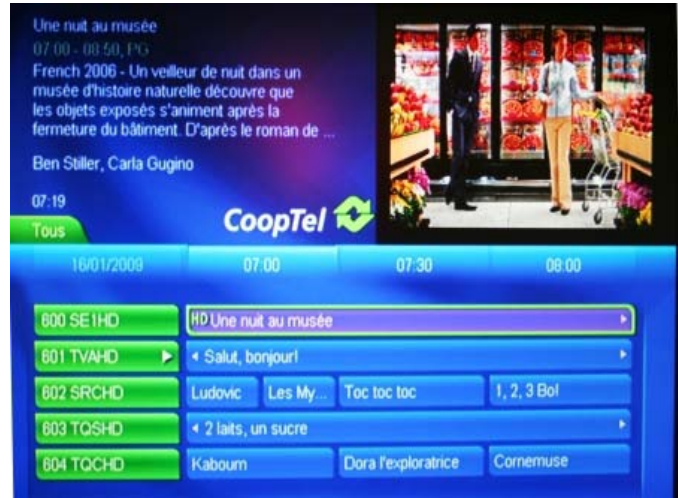 Une nuit au musée
07:00 - 08:50, PG
French 2006 - Un veilleur de nuit dans un
musée d'histoire naturelle découvre que
les objets exposés s'animent après la
fermeture du bâtiment. D'après le roman de ...
Ben Stiller, Carla Gugino
07:19
CoopTel
Tous
16/01/2009 07:00 07:30 08:00
600 SE1HD HD Une nuit au musée
601 TVAHD Salut, bonjour!
602 SRCHD Ludovic Les My... Toc toc toc 1, 2, 3 Bo!
603 TQSHD 2 laits, un sucre
604 TQCHD Kaboum Dora l'exploratrice Cornemuse